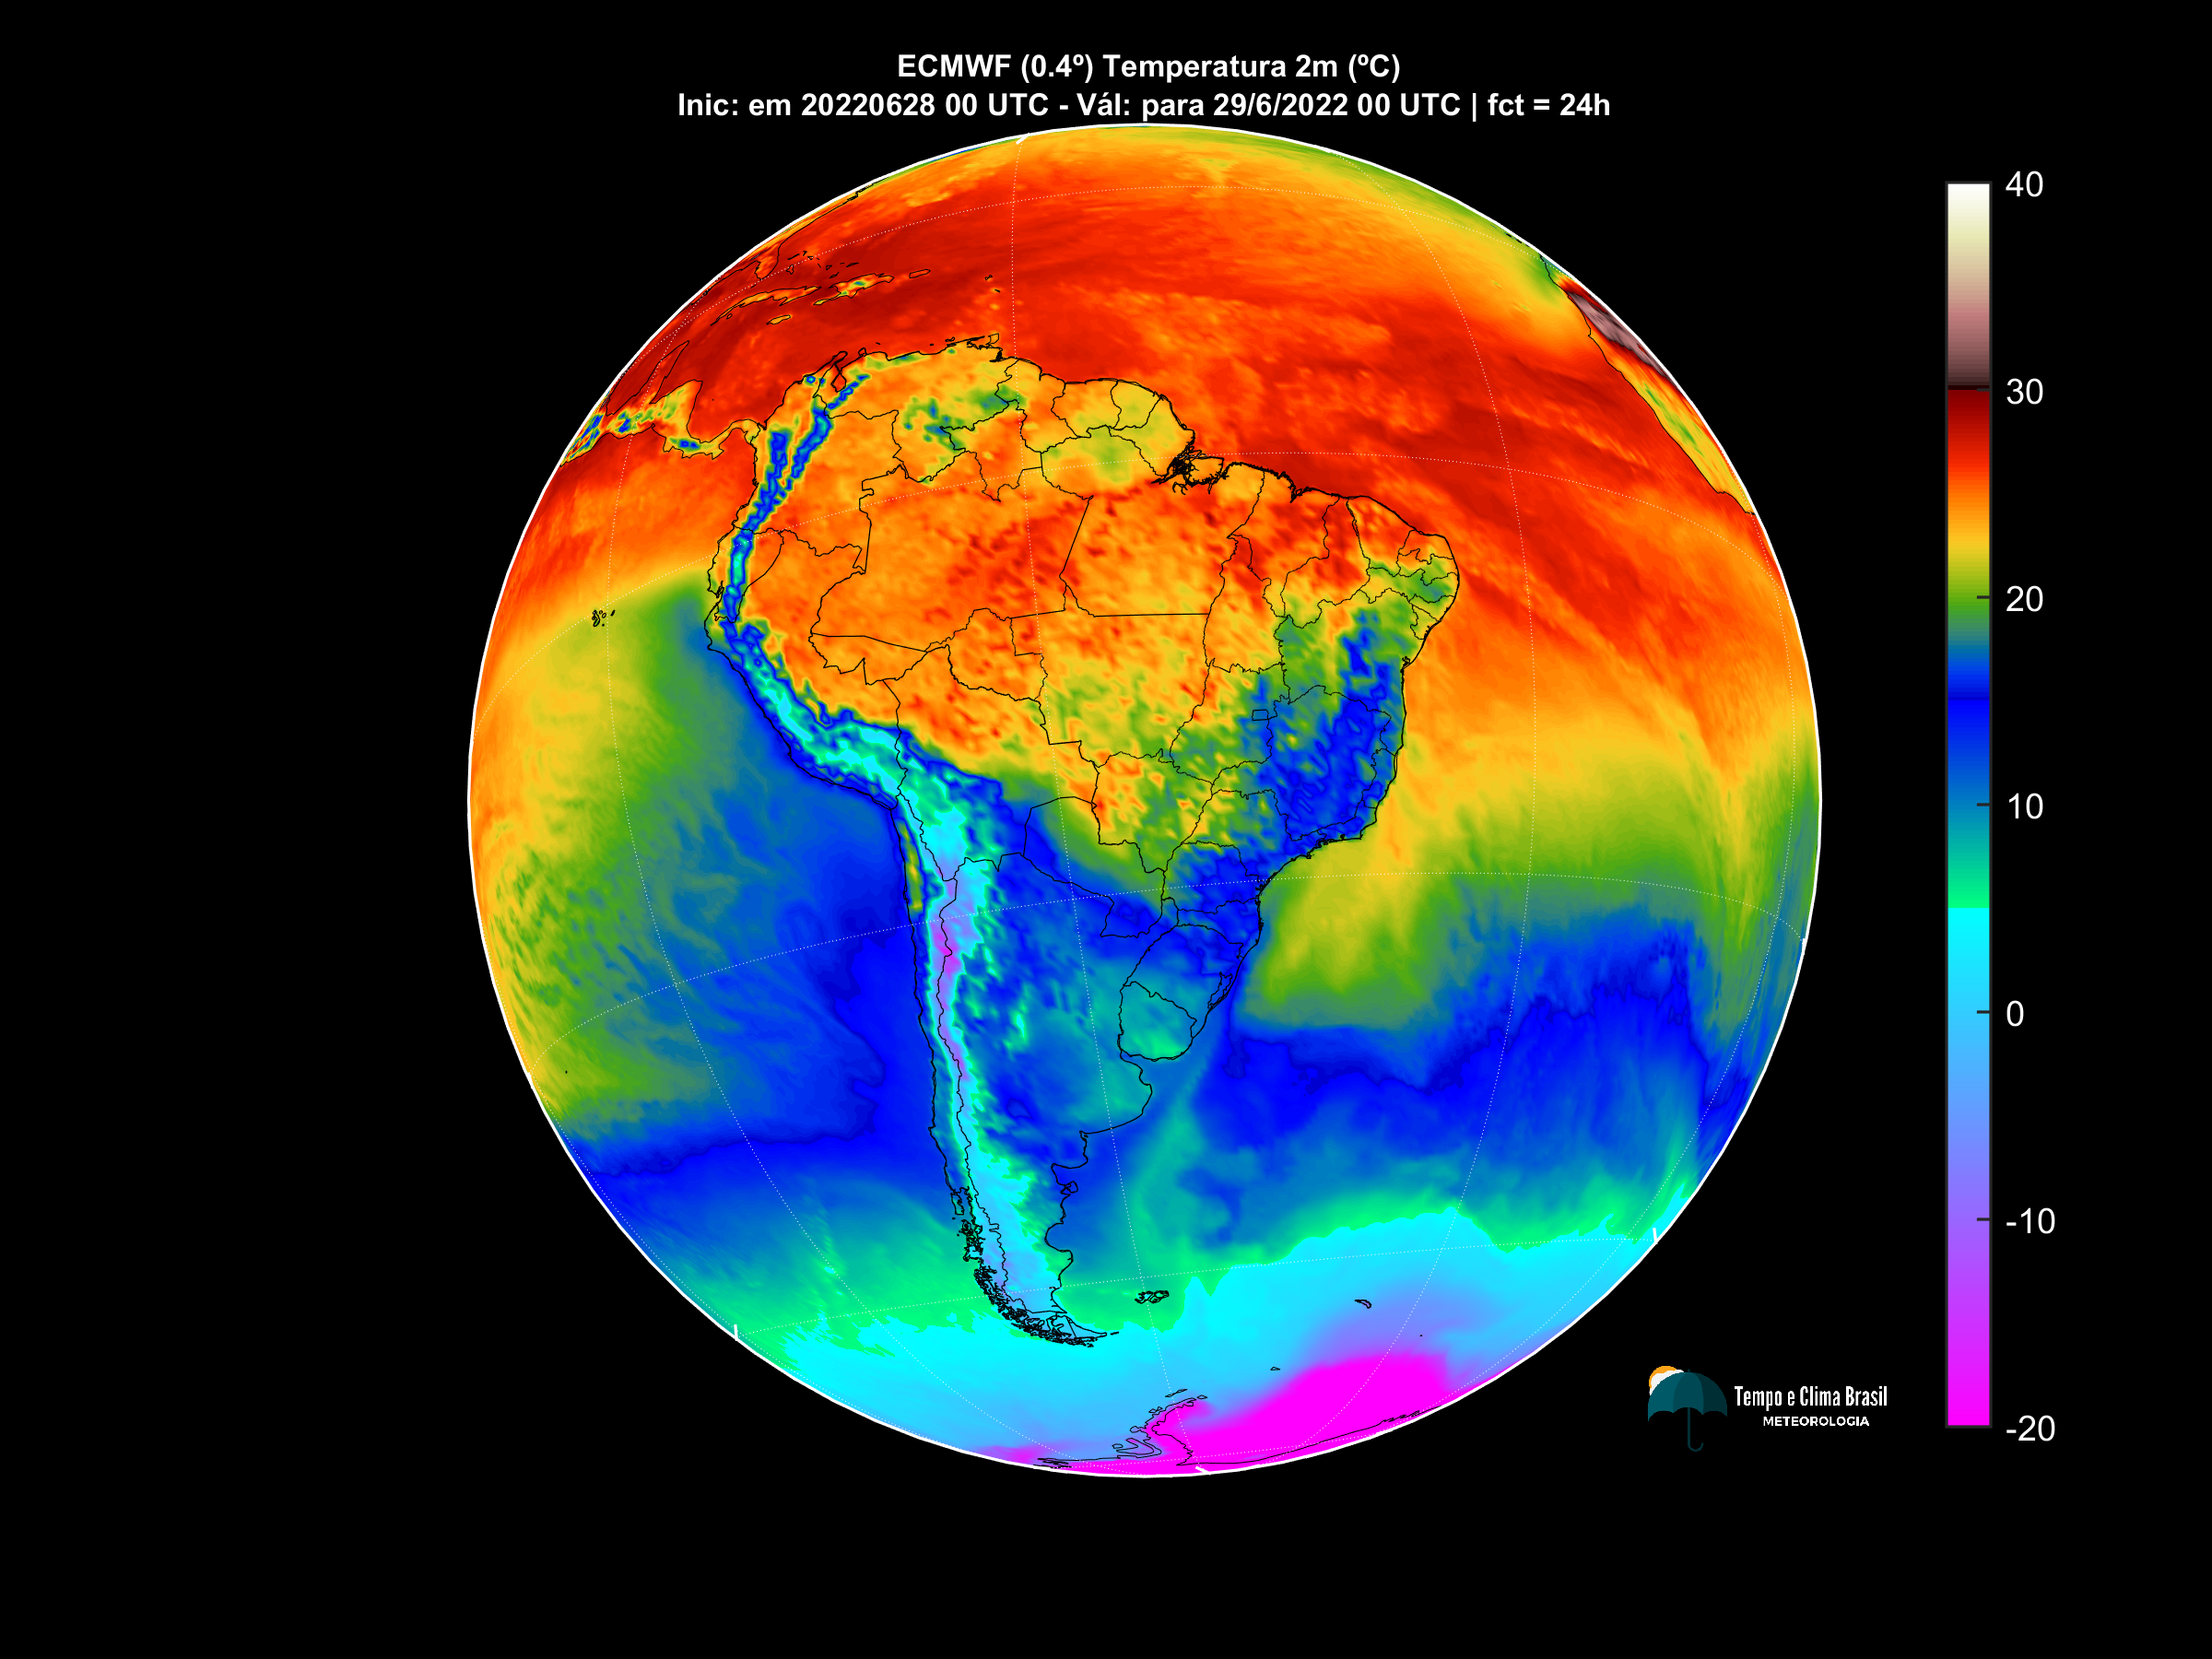 ECMWF (0.4º) Temperatura 2m (ºC)
Inic: em 20220628 00 UTC - Vál: para 29/6/2022 00 UTC | fct = 24h
40
30
20
10
0
-10
-20
Tempo e Clima Brasil
METEOROLOGIA